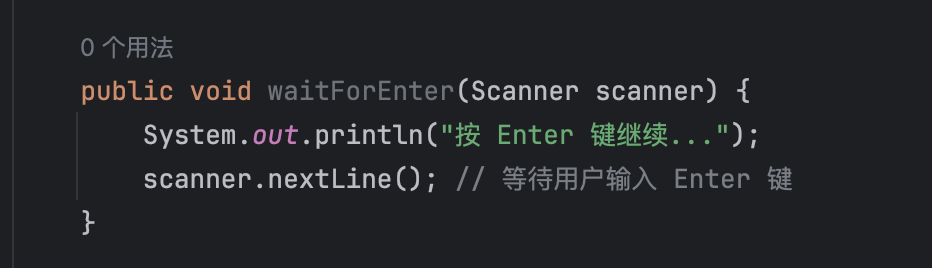 0 个用法
public void waitForEnter(Scanner scanner) {
System.out.println("按 Enter 键继续...");
scanner.nextLine(); // 等待用户输入 Enter 键
}